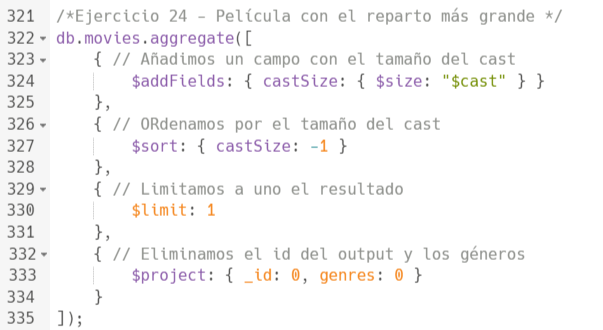 321 /*Ejercicio 24 - Película con el reparto más grande */
322 db.movies.aggregate([
323 { // Añadimos un campo con el tamaño del cast
324 $addFields: { castSize: { $size: "$cast" } }
325 },
326 { // ORdenamos por el tamaño del cast
327 $sort: { castSize: -1 }
328 },
329 { // Limitamos a uno el resultado
330 $limit: 1
331 },
332 { // Eliminamos el id del output y los géneros
333 $project: { _id: 0, genres: 0 }
334 }
335 ]);